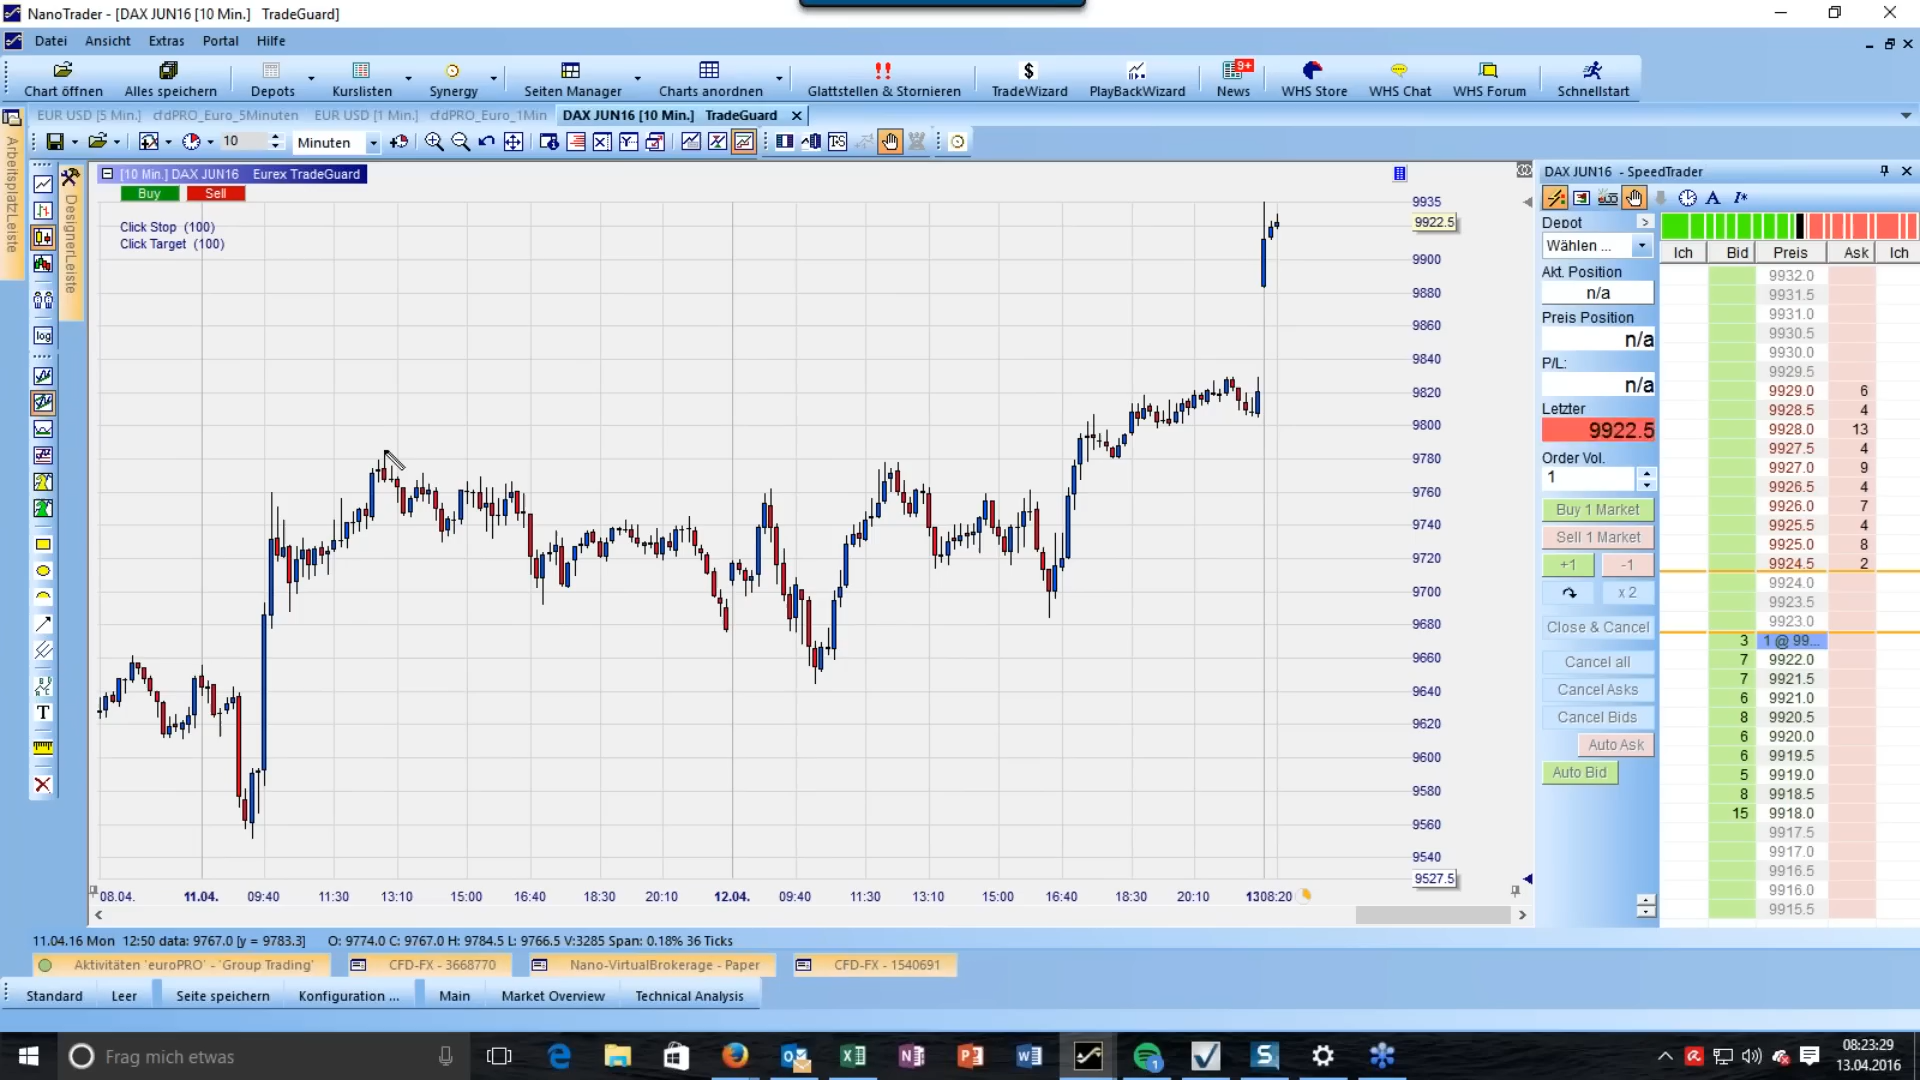 NanoTrader - [DAX JUN16 [10 Min.]   TradeGuard]
Datei Ansicht Extras Portal Hilfe
Chart öffnen Alles speichern Depots Kurslisten Synergy Seiten Manager Charts anordnen Glattstellen & Stornieren TradeWizard PlayBackWizard News 9+ WHS Store WHS Chat WHS Forum Schnellstart
EUR USD [5 Min.] cfdPRO_Euro_5Minuten EUR USD [1 Min.] cfdPRO_Euro_1Min DAX JUN16 [10 Min.] TradeGuard
10 Minuten
ArbeitsplatzLeiste
DesignerLeiste
[10 Min.] DAX JUN16 Eurex TradeGuard
Buy Sell
Click Stop (100)
Click Target (100)
log
T
9935
9922.5
9900
9880
9860
9840
9820
9800
9780
9760
9740
9720
9700
9680
9660
9640
9620
9600
9580
9560
9540
9527.5
08.04. 11.04. 09:40 11:30 13:10 15:00 16:40 18:30 20:10 12.04. 09:40 11:30 13:10 15:00 16:40 18:30 20:10 1308:20
DAX JUN16 - SpeedTrader
Depot
Wählen ...
Akt. Position
n/a
Preis Position
n/a
P/L:
n/a
Letzter
9922.5
Order Vol.
1
Buy 1 Market
Sell 1 Market
+1 -1
x 2
Close & Cancel
Cancel all
Cancel Asks
Cancel Bids
Auto Ask
Auto Bid
Ich Bid Preis Ask Ich
9932.0
9931.5
9931.0
9930.5
9930.0
9929.5
9929.0 6
9928.5 4
9928.0 13
9927.5 4
9927.0 9
9926.5 4
9926.0 7
9925.5 4
9925.0 8
9924.5 2
9924.0
9923.5
9923.0
3 1 @ 99...
7 9922.0
7 9921.5
6 9921.0
8 9920.5
6 9920.0
6 9919.5
5 9919.0
8 9918.5
15 9918.0
9917.5
9917.0
9916.5
9916.0
9915.5
11.04.16 Mon 12:50 data: 9767.0 [y = 9783.3] O: 9774.0 C: 9767.0 H: 9784.5 L: 9766.5 V:3285 Span: 0.18% 36 Ticks
Aktivitäten 'euroPRO' - 'Group Trading' CFD-FX - 3668770 Nano-VirtualBrokerage - Paper CFD-FX - 1540691
Standard Leer Seite speichern Konfiguration ... Main Market Overview Technical Analysis
Frag mich etwas
08:23:29
13.04.2016